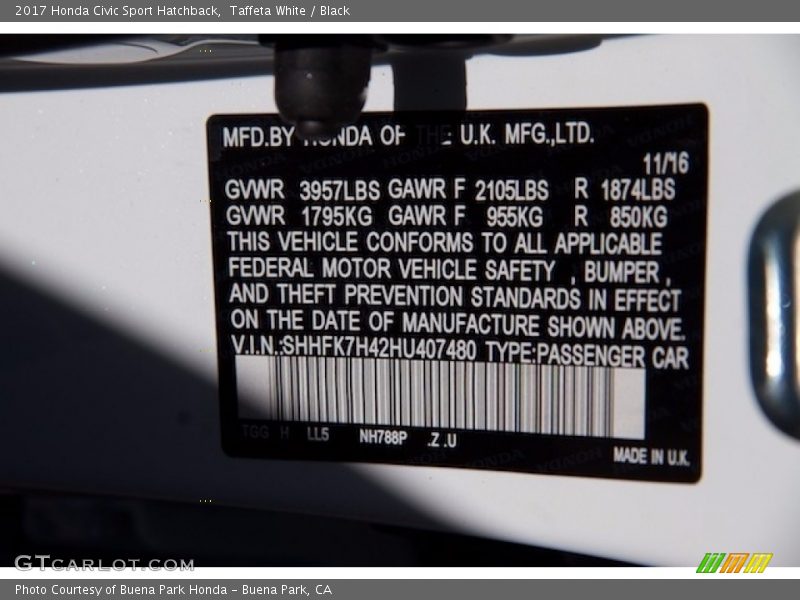 2017 Honda Civic Sport Hatchback,  Taffeta White / Black
MFD.BY HONDA OF THE U.K. MFG.,LTD.
11/16
GVWR 3957LBS GAWR F 2105LBS R 1874LBS
GVWR 1795KG GAWR F 955KG R 850KG
THIS VEHICLE CONFORMS TO ALL APPLICABLE
FEDERAL MOTOR VEHICLE SAFETY , BUMPER ,
AND THEFT PREVENTION STANDARDS IN EFFECT
ON THE DATE OF MANUFACTURE SHOWN ABOVE.
V.I.N.:SHHFK7H42HU407480 TYPE:PASSENGER CAR
TGG H LL5 NH788P .Z .U
MADE IN U.K.
GTCARLOT.COM
Photo Courtesy of Buena Park Honda - Buena Park, CA